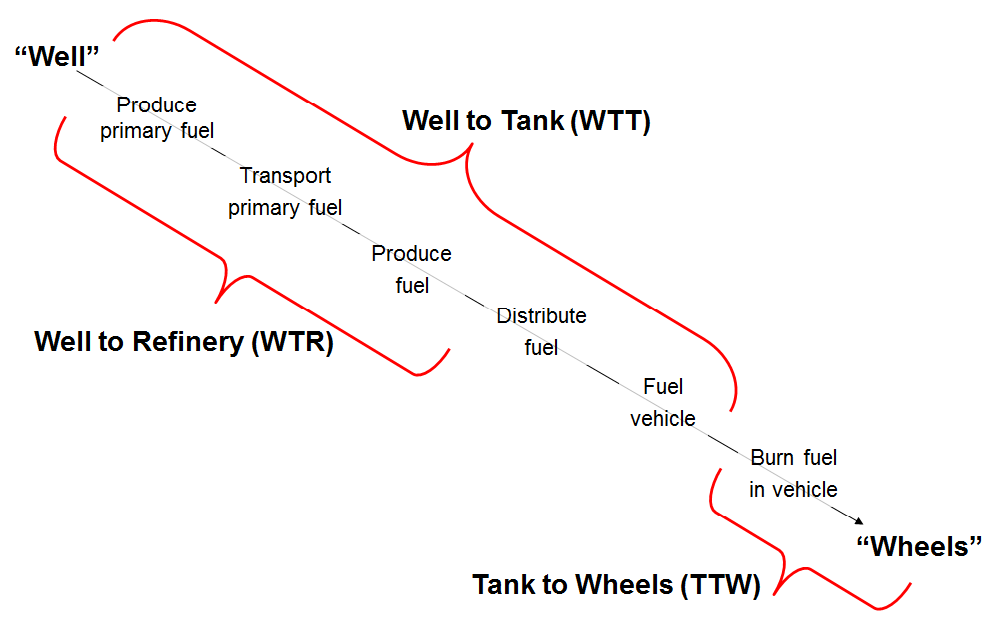 “Well”
Produce
primary fuel
Well to Tank (WTT)
Transport
primary fuel
Produce
fuel
Distribute
fuel
Well to Refinery (WTR)
Fuel
vehicle
Burn fuel
in vehicle
“Wheels”
Tank to Wheels (TTW)